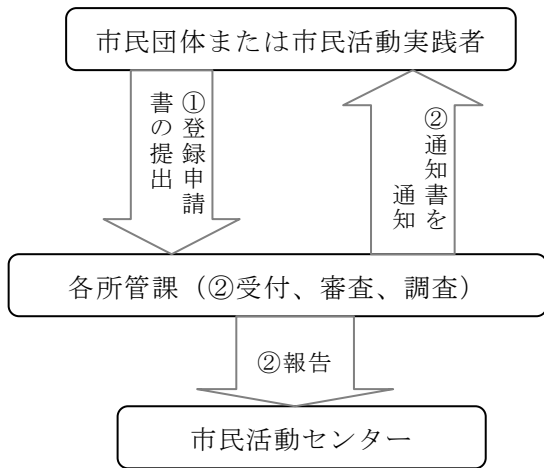 市民団体または市民活動実践者
①登録申請
書の提出
②通知書を
通知
各所管課（②受付、審査、調査）
②報告
市民活動センター